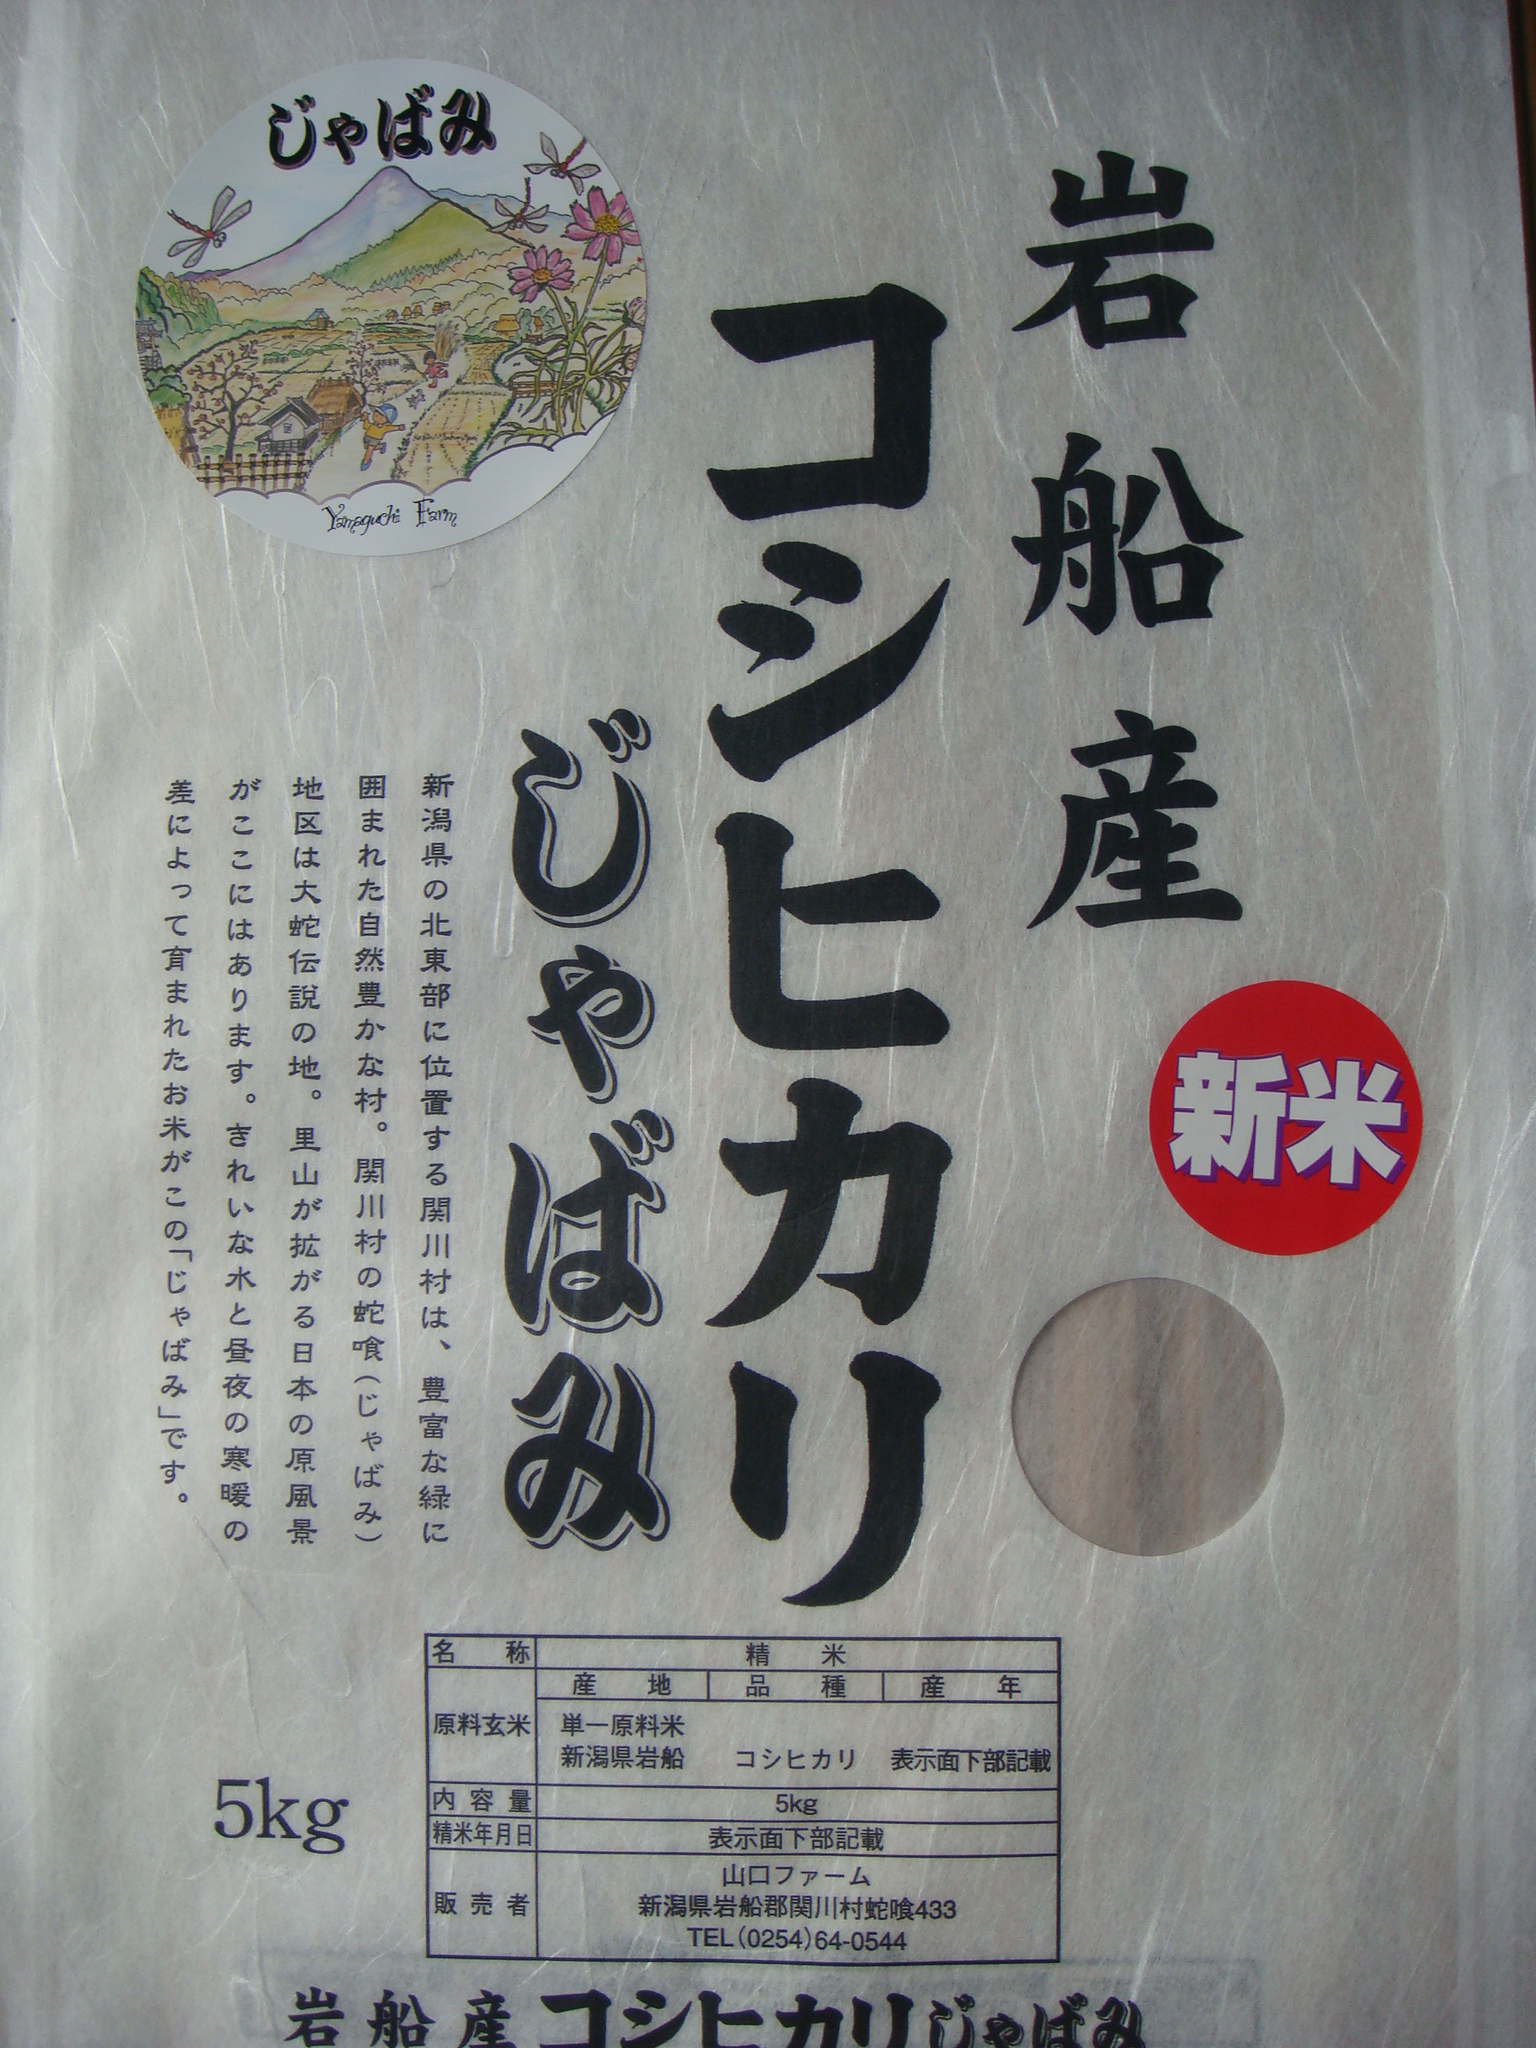 じゃばみ
Yamaguchi Farm
岩船産
コシヒカリ
じゃばみ
新米
新潟県の北東部に位置する関川村は、豊富な緑に
囲まれた自然豊かな村。関川村の蛇喰(じゃばみ)
地区は大蛇伝説の地。里山が拡がる日本の原風景
がここにはあります。きれいな水と昼夜の寒暖の
差によって育まれたお米がこの「じゃばみ」です。
5kg
名称 精米
原料玄米 産地 品種 産年
単一原料米
新潟県岩船 コシヒカリ 表示面下部記載
内容量 5kg
精米年月日 表示面下部記載
販売者 山口ファーム
新潟県岩船郡関川村蛇喰433
TEL(0254)64-0544
岩船産コシヒカリじゃばみ